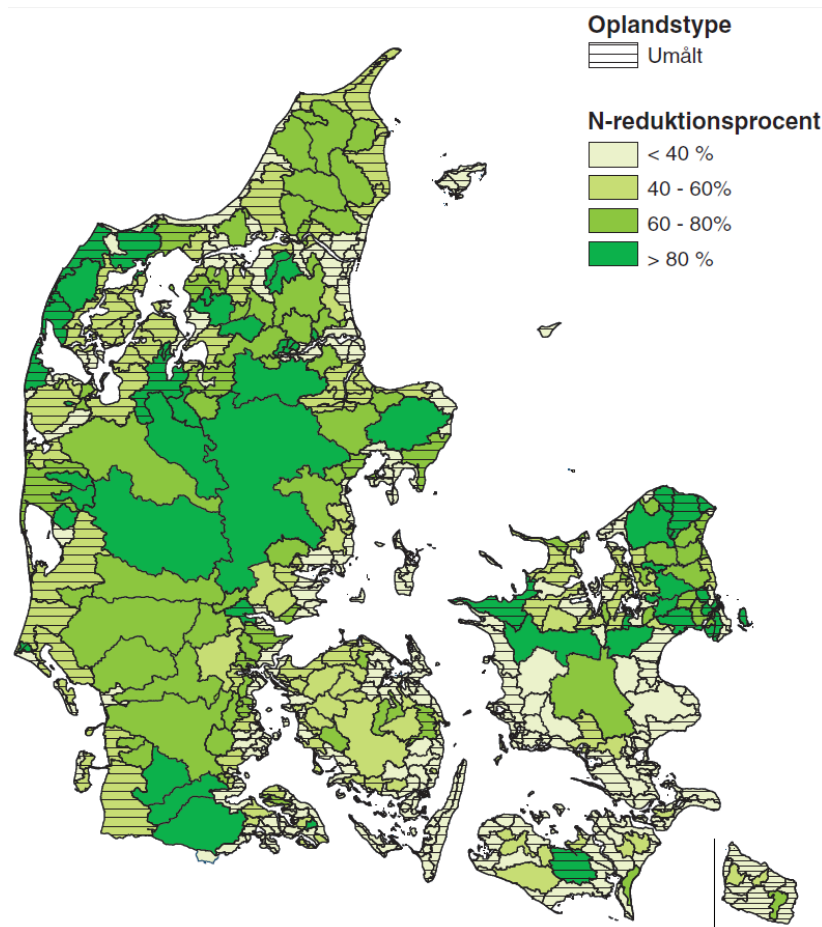 Oplandstype
Umålt
N-reduktionsprocent
< 40 %
40 - 60%
60 - 80%
> 80 %